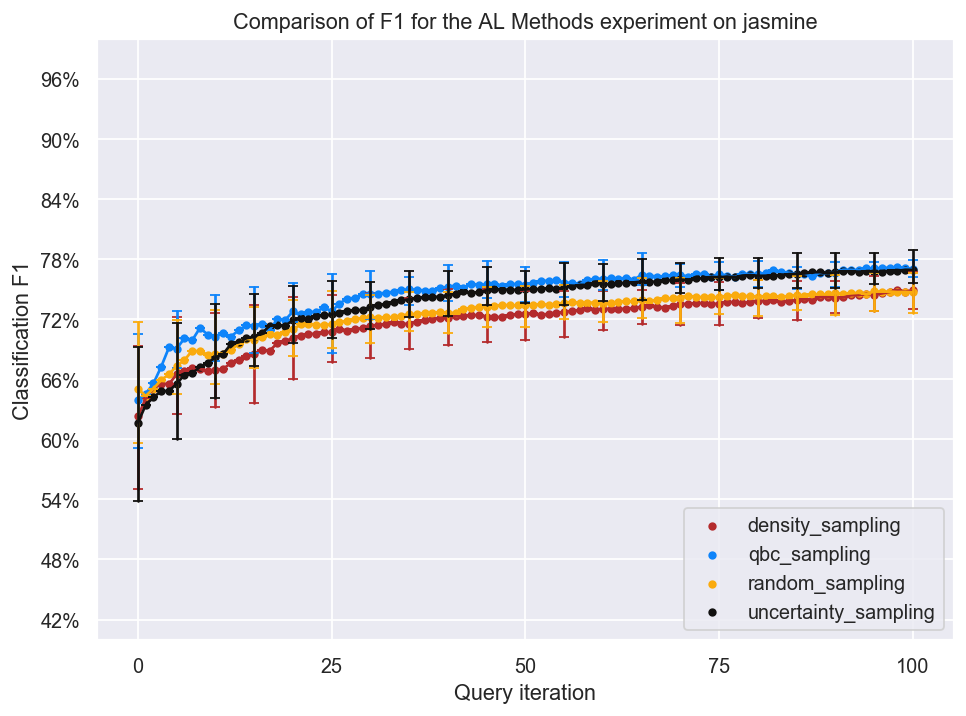 Comparison of F1 for the AL Methods experiment on jasmine
Classification F1
96%
90%
84%
78%
72%
66%
60%
54%
48%
42%
density_sampling
qbc_sampling
random_sampling
uncertainty_sampling
0 25 50 75 100
Query iteration